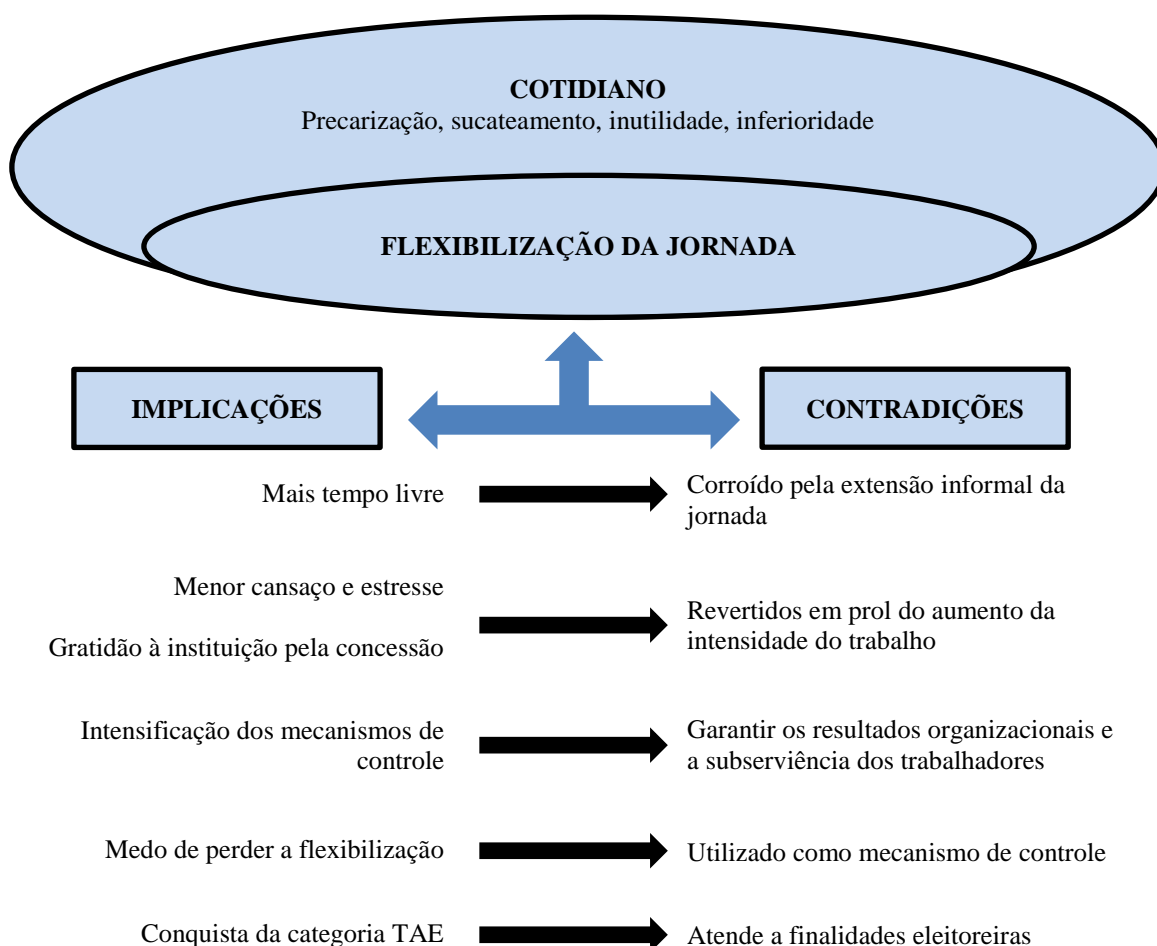 COTIDIANO
Precarização, sucateamento, inutilidade, inferioridade
FLEXIBILIZAÇÃO DA JORNADA
IMPLICAÇÕES
CONTRADIÇÕES
Mais tempo livre
Corroído pela extensão informal da
jornada
Menor cansaço e estresse
Gratidão à instituição pela concessão
Revertidos em prol do aumento da
intensidade do trabalho
Intensificação dos mecanismos de
controle
Garantir os resultados organizacionais e
a subserviência dos trabalhadores
Medo de perder a flexibilização
Utilizado como mecanismo de controle
Conquista da categoria TAE
Atende a finalidades eleitoreiras